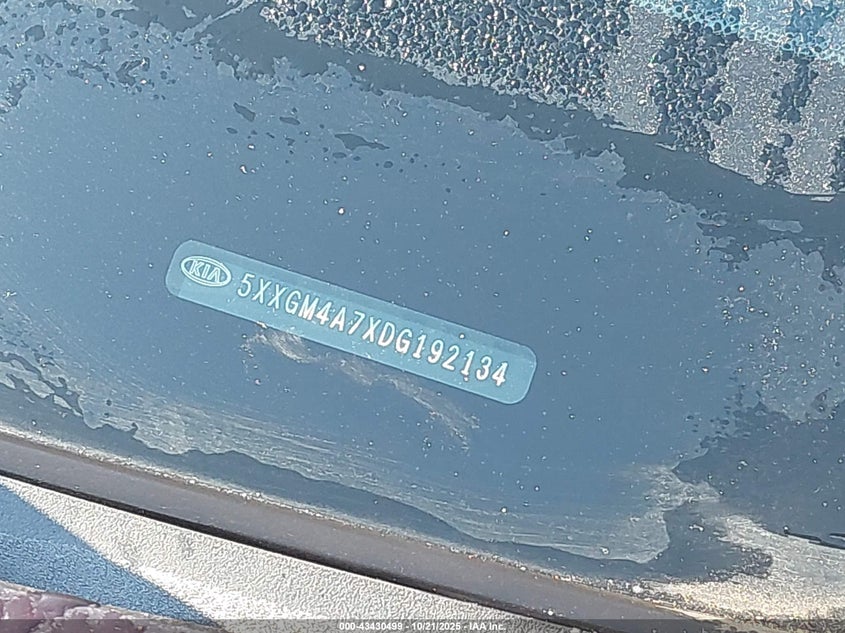 KIA 5XXGM4A7XDG192134
000-43430499 - 10/21/2025 - IAA Inc.